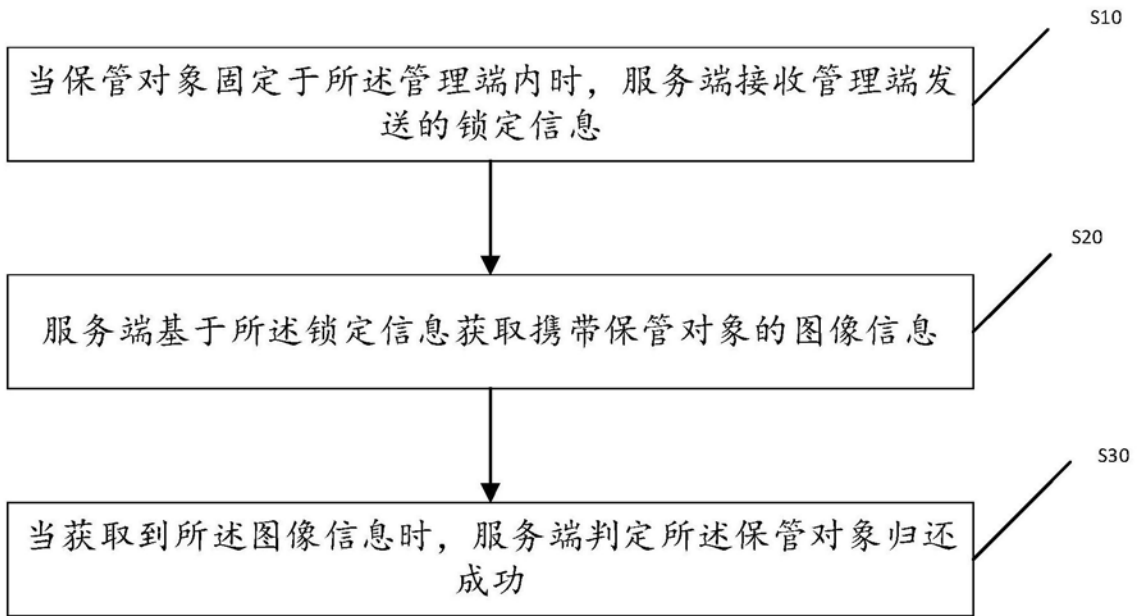 S10
当保管对象固定于所述管理端内时，服务端接收管理端发
送的锁定信息
S20
服务端基于所述锁定信息获取携带保管对象的图像信息
S30
当获取到所述图像信息时，服务端判定所述保管对象归还
成功